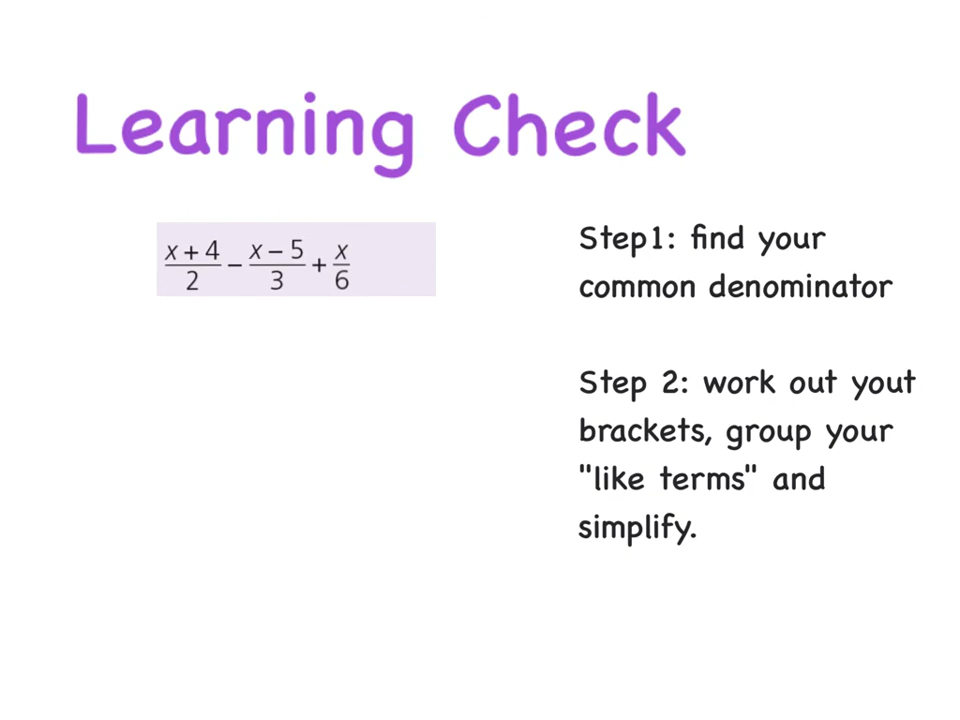 Learning Check
(x + 4)/2 − (x − 5)/3 + x/6
Step1: find your
common denominator
Step 2: work out yout
brackets, group your
"like terms" and
simplify.